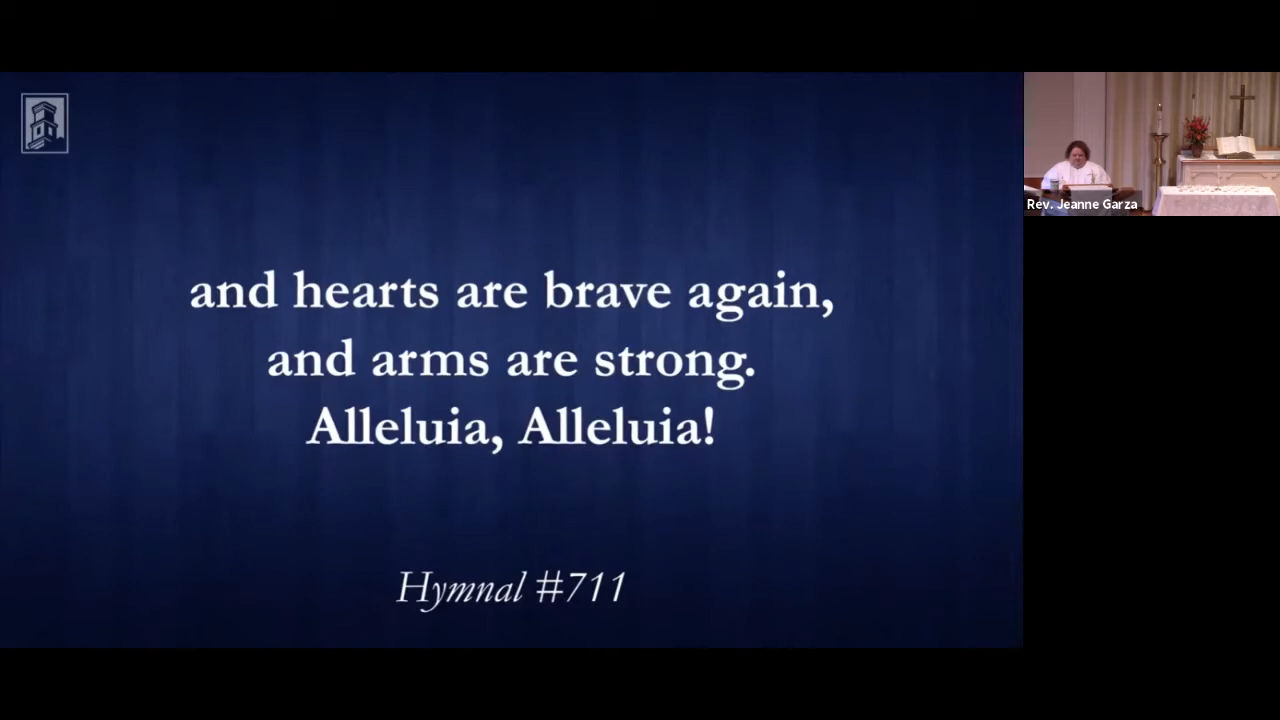 and hearts are brave again,
and arms are strong.
Alleluia, Alleluia!
Hymnal #711
Rev. Jeanne Garza